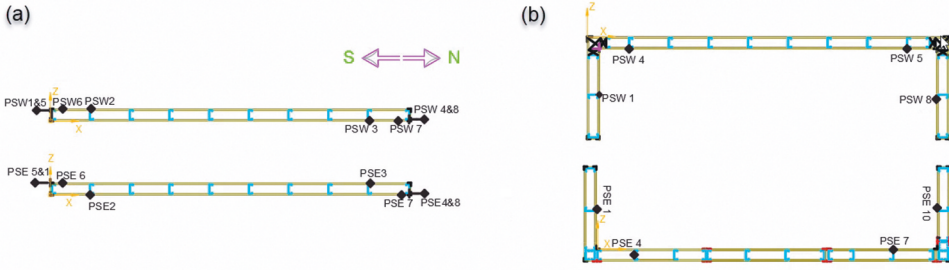 (a)
S N
PSW1&5 PSW6 PSW2 PSW 4&8
Z
X
PSW 3 PSW 7
PSE 5&1 Z PSE 6 PSE3
X
PSE2 PSE 7 PSE4&8
(b)
Z
X
PSW 4 PSW 5
PSW 1 PSW 8
PSE 1 PSE 10
Z
X PSE 4 PSE 7